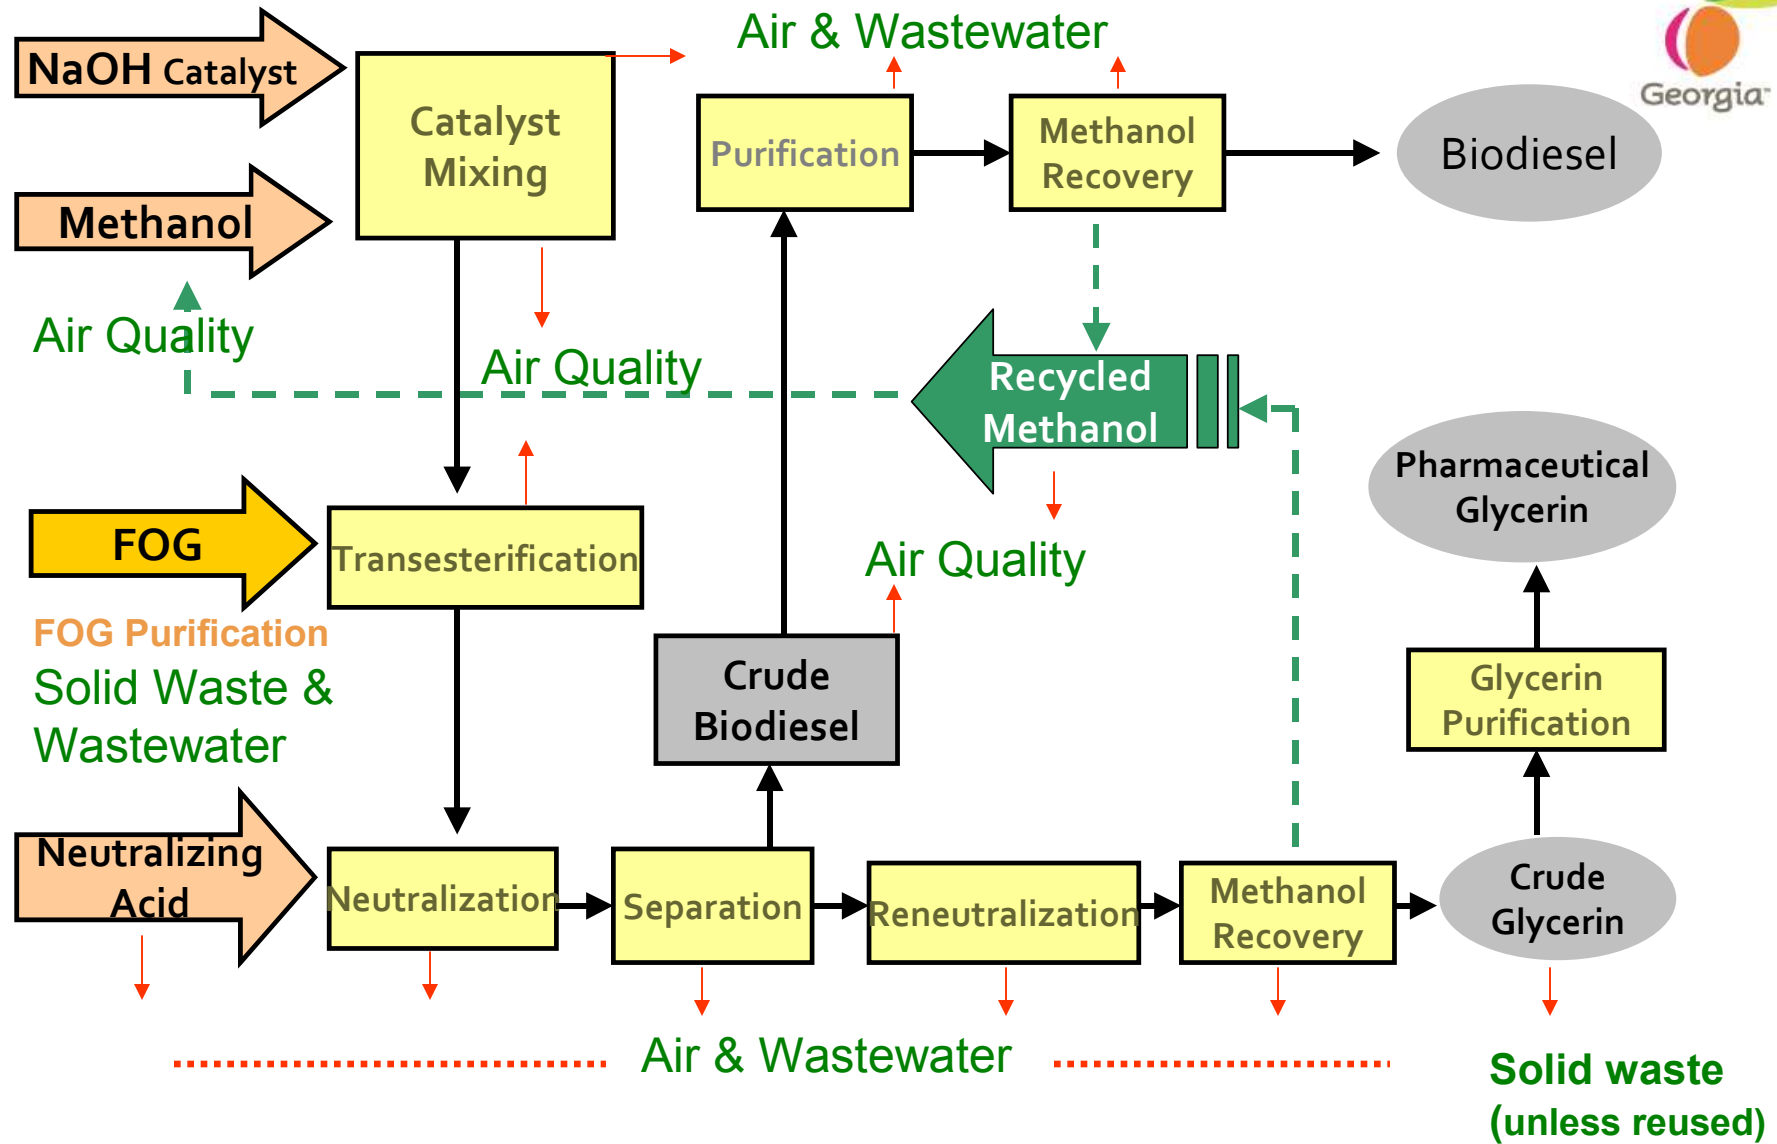 Air & Wastewater
NaOH Catalyst
Georgia™
Catalyst
Mixing
Purification
Methanol
Recovery
Biodiesel
Methanol
Air Quality
Air Quality
Recycled
Methanol
Pharmaceutical
Glycerin
FOG
Transesterification
Air Quality
FOG Purification
Solid Waste &
Wastewater
Crude
Biodiesel
Glycerin
Purification
Neutralizing
Acid
Neutralization
Separation
Reneutralization
Methanol
Recovery
Crude
Glycerin
Air & Wastewater
Solid waste
(unless reused)